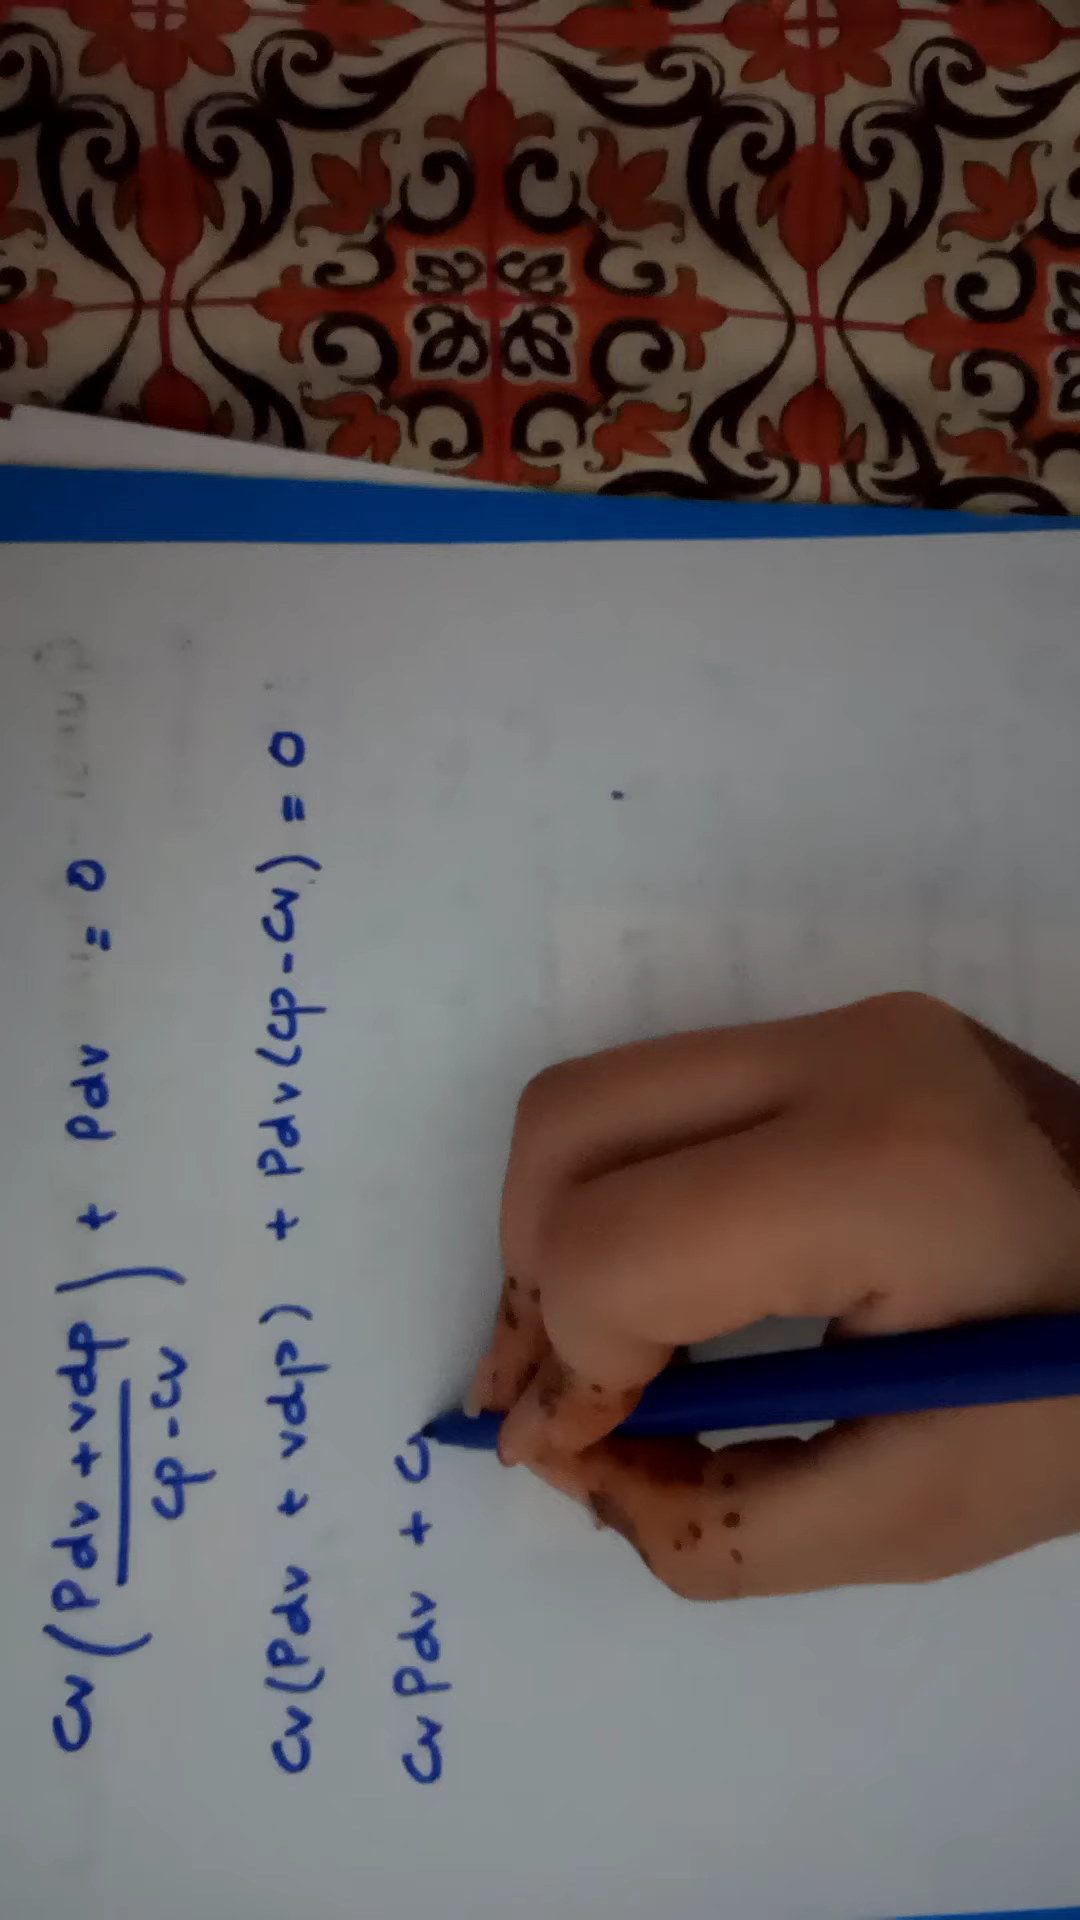 Cv (Pdv + vdp / Cp - Cv) + Pdv = 0
Cv (Pdv + vdp) + Pdv (Cp - Cv) = 0
Cv Pdv + C